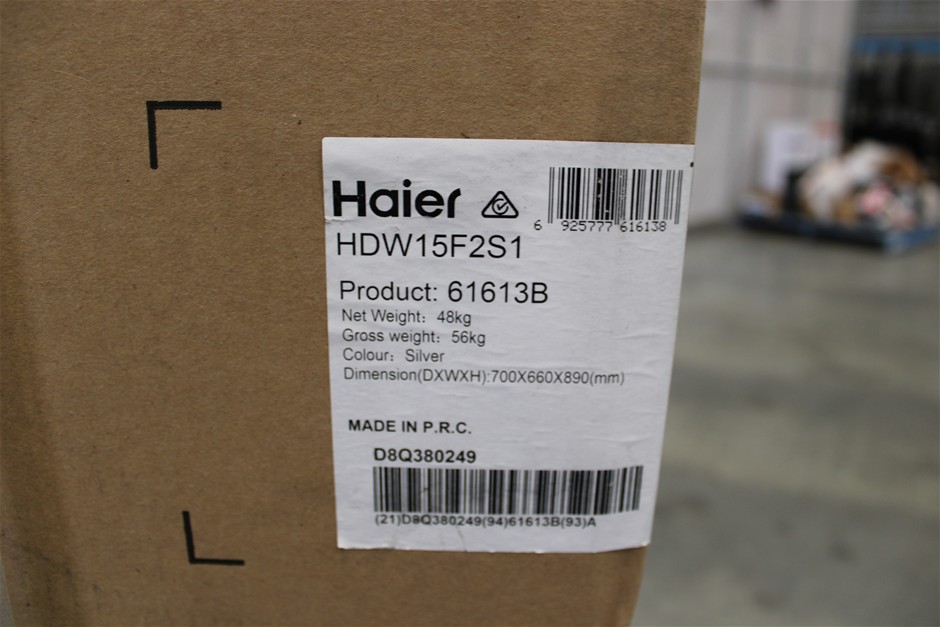 Haier
6 925777 616138
HDW15F2S1
Product: 61613B
Net Weight: 48kg
Gross weight: 56kg
Colour: Silver
Dimension(DXWXH):700X660X890(mm)
MADE IN P.R.C.
D8Q380249
(21)D8Q380249(94)61613B(93)A